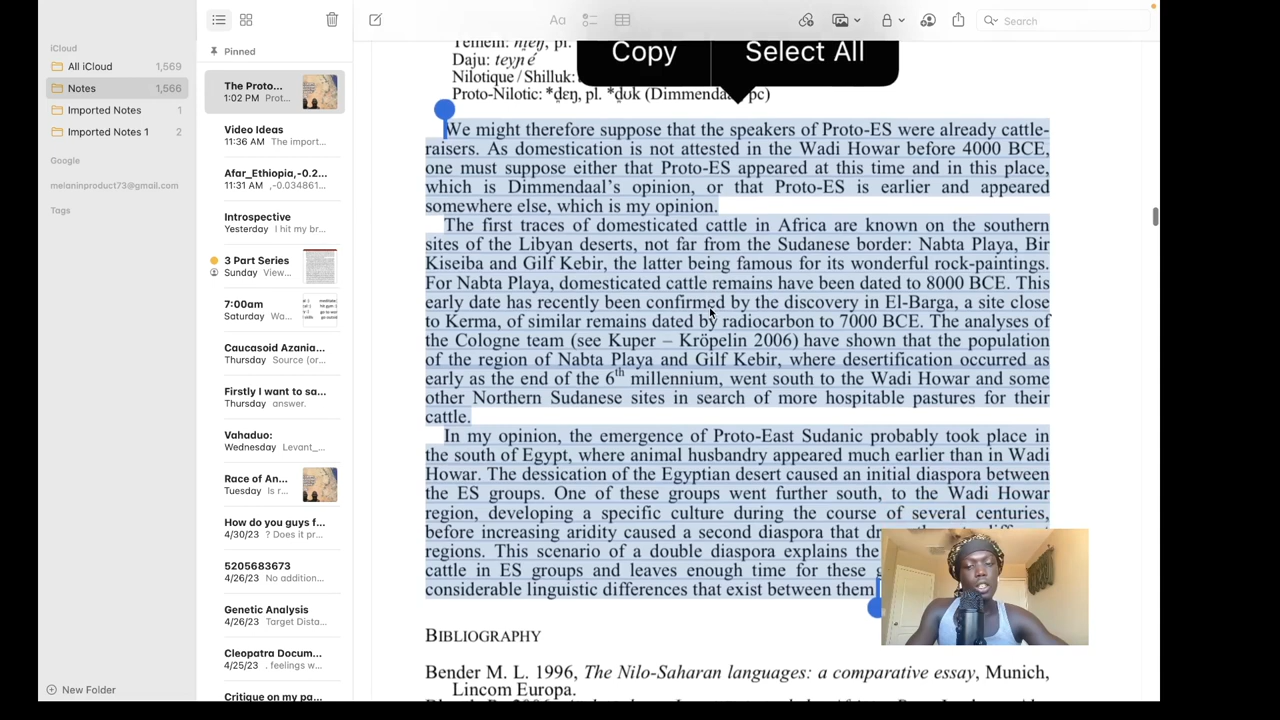 iCloud
All iCloud 1,569
Notes 1,566
Imported Notes 1
Imported Notes 1 2
Google
melaninproduct73@gmail.com
Tags
New Folder
Pinned
The Proto...
1:02 PM Prot...
Video Ideas
11:36 AM The import...
Afar_Ethiopia,-0.2...
11:31 AM ,-0.034861...
Introspective
Yesterday I hit my br...
3 Part Series
Sunday View...
7:00am
Saturday Wa...
Caucasoid Azania...
Thursday Source (or...
Firstly I want to sa...
Thursday answer.
Vahaduo:
Wednesday Levant_...
Race of An...
Tuesday Is r...
How do you guys f...
4/30/23 ? Does it pr...
5205683673
4/26/23 No addition...
Genetic Analysis
4/26/23 Target Dista...
Cleopatra Docum...
4/25/23 . feelings w...
Critique on my pa...
Aa
Search
Copy Select All
Daju: teyɲé
Nilotique / Shilluk:
Proto-Nilotic: *d̪eŋ, pl. *d̪ʊk (Dimmendaal pc)
We might therefore suppose that the speakers of Proto-ES were already cattle-
raisers. As domestication is not attested in the Wadi Howar before 4000 BCE,
one must suppose either that Proto-ES appeared at this time and in this place,
which is Dimmendaal's opinion, or that Proto-ES is earlier and appeared
somewhere else, which is my opinion.
The first traces of domesticated cattle in Africa are known on the southern
sites of the Libyan deserts, not far from the Sudanese border: Nabta Playa, Bir
Kiseiba and Gilf Kebir, the latter being famous for its wonderful rock-paintings.
For Nabta Playa, domesticated cattle remains have been dated to 8000 BCE. This
early date has recently been confirmed by the discovery in El-Barga, a site close
to Kerma, of similar remains dated by radiocarbon to 7000 BCE. The analyses of
the Cologne team (see Kuper – Kröpelin 2006) have shown that the population
of the region of Nabta Playa and Gilf Kebir, where desertification occurred as
early as the end of the 6th millennium, went south to the Wadi Howar and some
other Northern Sudanese sites in search of more hospitable pastures for their
cattle.
In my opinion, the emergence of Proto-East Sudanic probably took place in
the south of Egypt, where animal husbandry appeared much earlier than in Wadi
Howar. The dessication of the Egyptian desert caused an initial diaspora between
the ES groups. One of these groups went further south, to the Wadi Howar
region, developing a specific culture during the course of several centuries,
before increasing aridity caused a second diaspora that
regions. This scenario of a double diaspora explains the
cattle in ES groups and leaves enough time for these
considerable linguistic differences that exist between them
BIBLIOGRAPHY
Bender M. L. 1996, The Nilo-Saharan languages: a comparative essay, Munich,
Lincom Europa.